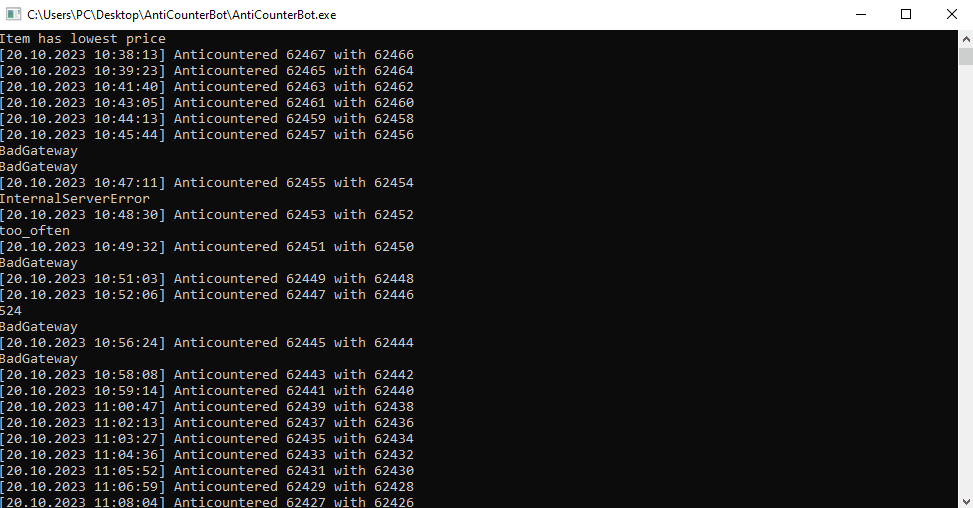 C:\Users\PC\Desktop\AntiCounterBot\AntiCounterBot.exe
Item has lowest price
[20.10.2023 10:38:13] Anticountered 62467 with 62466
[20.10.2023 10:39:23] Anticountered 62465 with 62464
[20.10.2023 10:41:40] Anticountered 62463 with 62462
[20.10.2023 10:43:05] Anticountered 62461 with 62460
[20.10.2023 10:44:13] Anticountered 62459 with 62458
[20.10.2023 10:45:44] Anticountered 62457 with 62456
BadGateway
BadGateway
[20.10.2023 10:47:11] Anticountered 62455 with 62454
InternalServerError
[20.10.2023 10:48:30] Anticountered 62453 with 62452
too_often
[20.10.2023 10:49:32] Anticountered 62451 with 62450
BadGateway
[20.10.2023 10:51:03] Anticountered 62449 with 62448
[20.10.2023 10:52:06] Anticountered 62447 with 62446
524
BadGateway
[20.10.2023 10:56:24] Anticountered 62445 with 62444
BadGateway
[20.10.2023 10:58:08] Anticountered 62443 with 62442
[20.10.2023 10:59:14] Anticountered 62441 with 62440
[20.10.2023 11:00:47] Anticountered 62439 with 62438
[20.10.2023 11:02:13] Anticountered 62437 with 62436
[20.10.2023 11:03:27] Anticountered 62435 with 62434
[20.10.2023 11:04:36] Anticountered 62433 with 62432
[20.10.2023 11:05:52] Anticountered 62431 with 62430
[20.10.2023 11:06:59] Anticountered 62429 with 62428
[20.10.2023 11:08:04] Anticountered 62427 with 62426